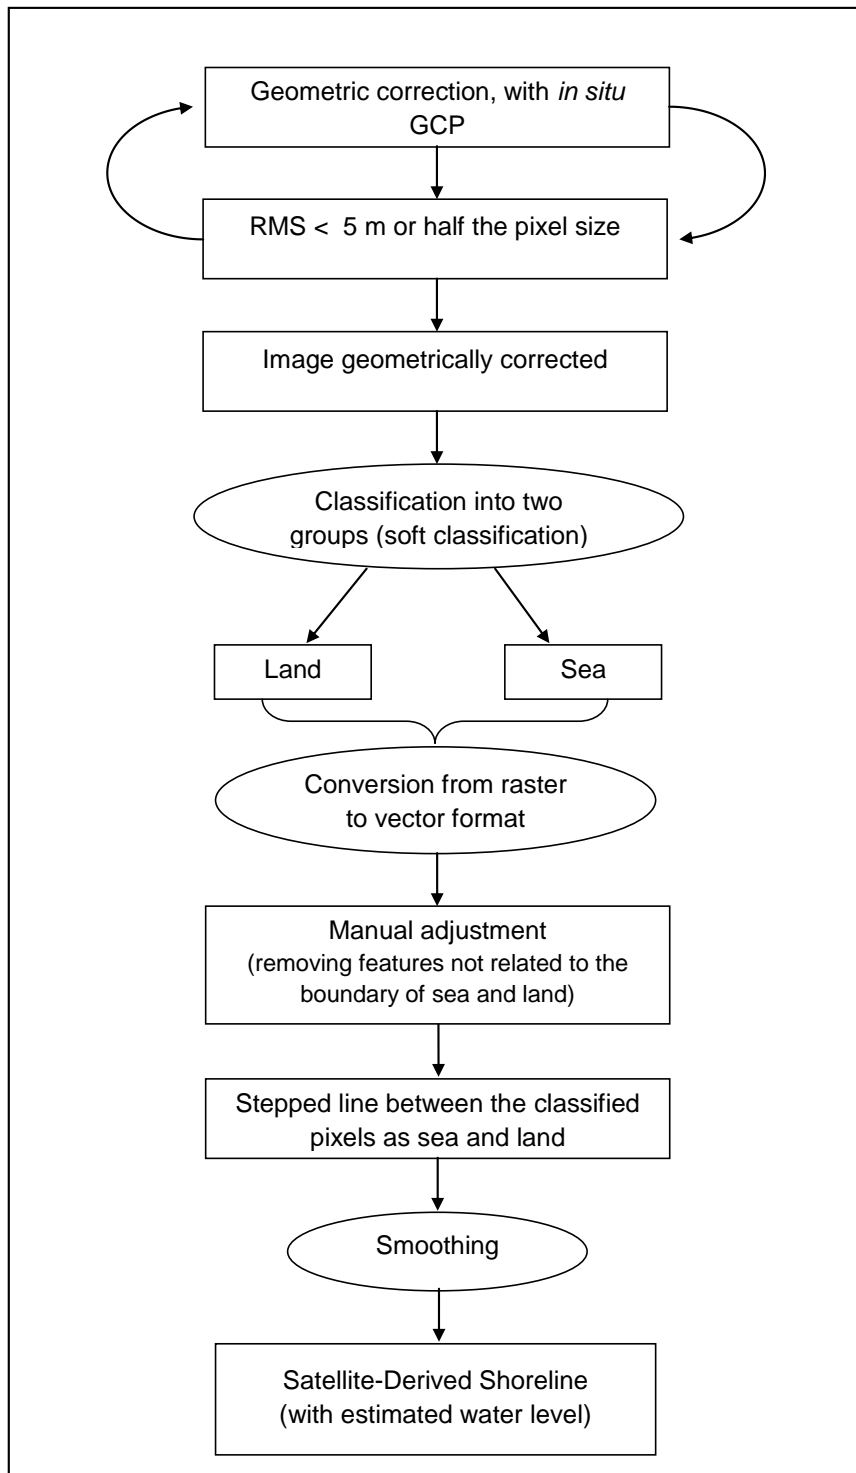 Geometric correction, with in situ
GCP
RMS <  5 m or half the pixel size
Image geometrically corrected
Classification into two
groups (soft classification)
Land
Sea
Conversion from raster
to vector format
Manual adjustment
(removing features not related to the
boundary of sea and land)
Stepped line between the classified
pixels as sea and land
Smoothing
Satellite-Derived Shoreline
(with estimated water level)